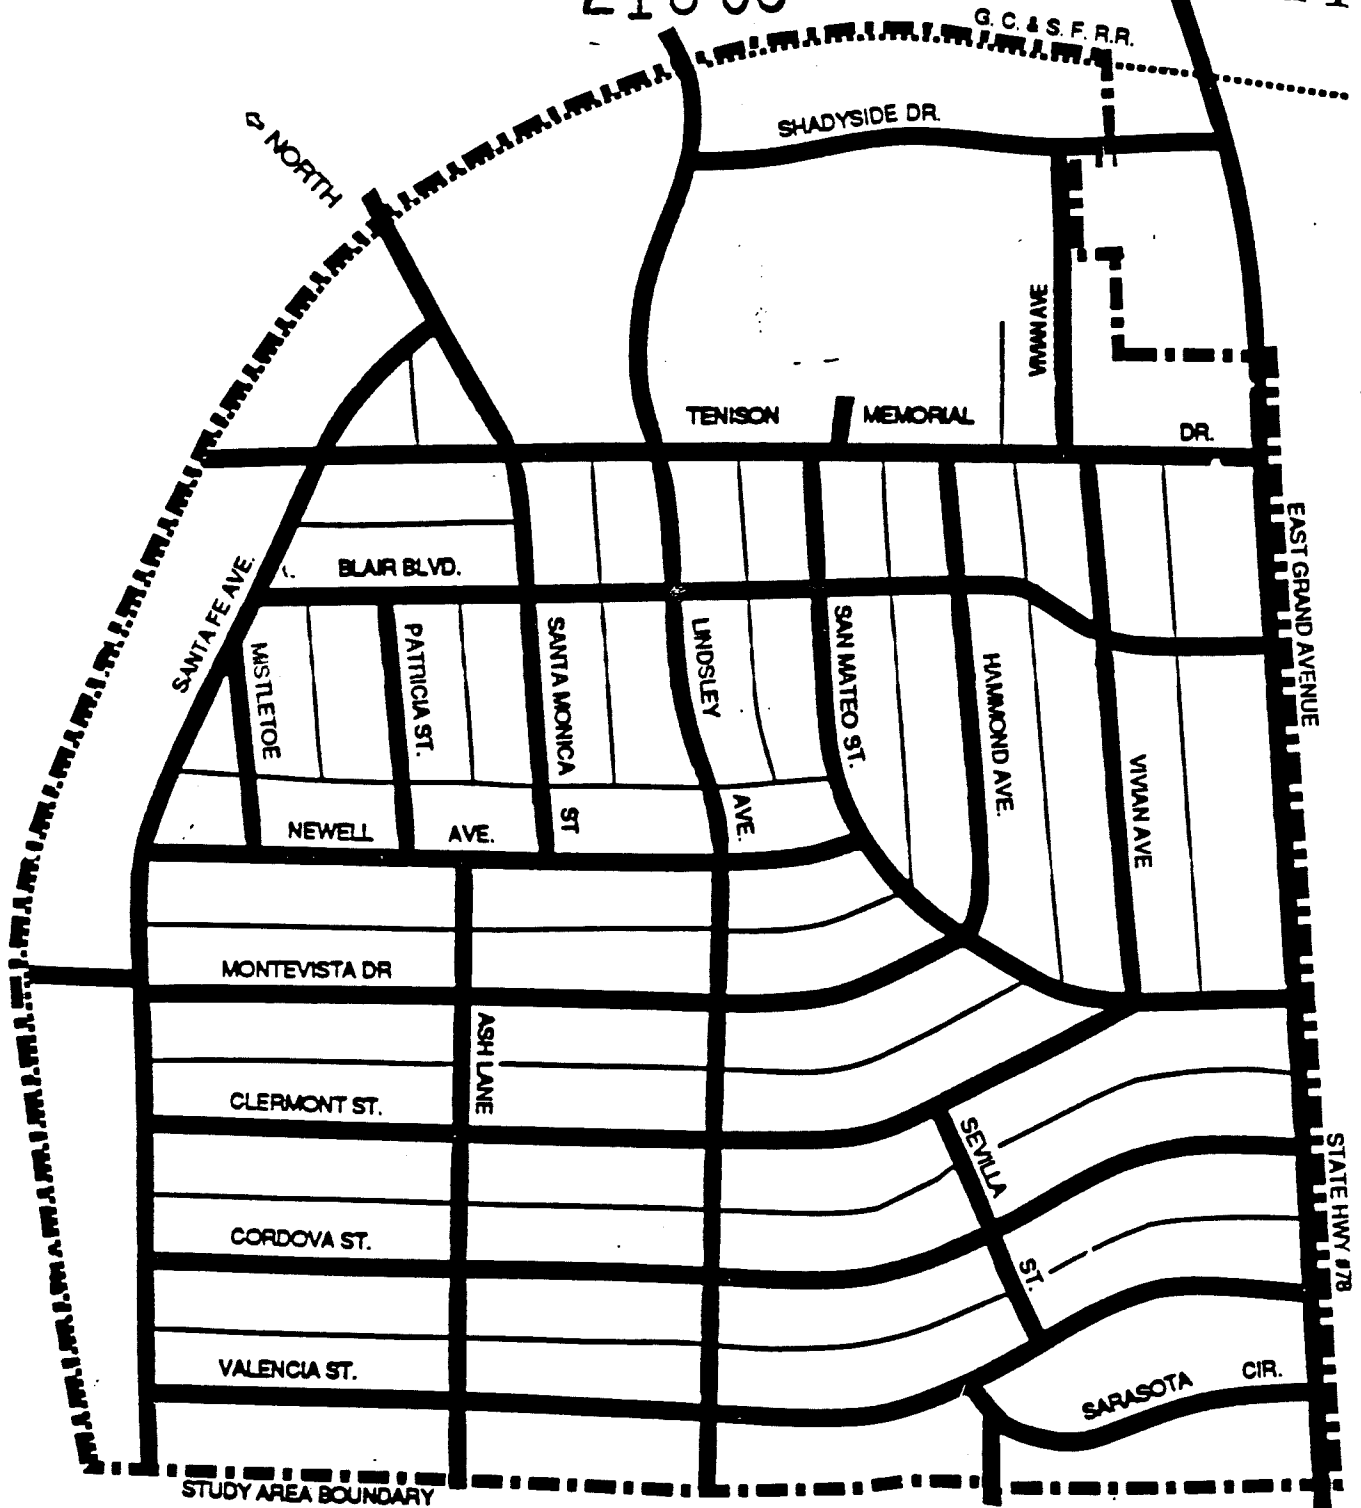 G. C. & S. F. R.R.
SHADYSIDE DR.
NORTH
VIVIAN AVE
TENISON MEMORIAL DR.
EAST GRAND AVENUE
BLAIR BLVD.
SANTA FE AVE.
MISTLETOE
PATRICIA ST.
SANTA MONICA ST
LINDSLEY AVE.
SAN MATEO ST.
HAMMOND AVE.
VIVIAN AVE
NEWELL AVE.
MONTEVISTA DR
ASH LANE
CLERMONT ST.
SEVILLA ST.
STATE HWY #78
CORDOVA ST.
VALENCIA ST.
SARASOTA CIR.
STUDY AREA BOUNDARY